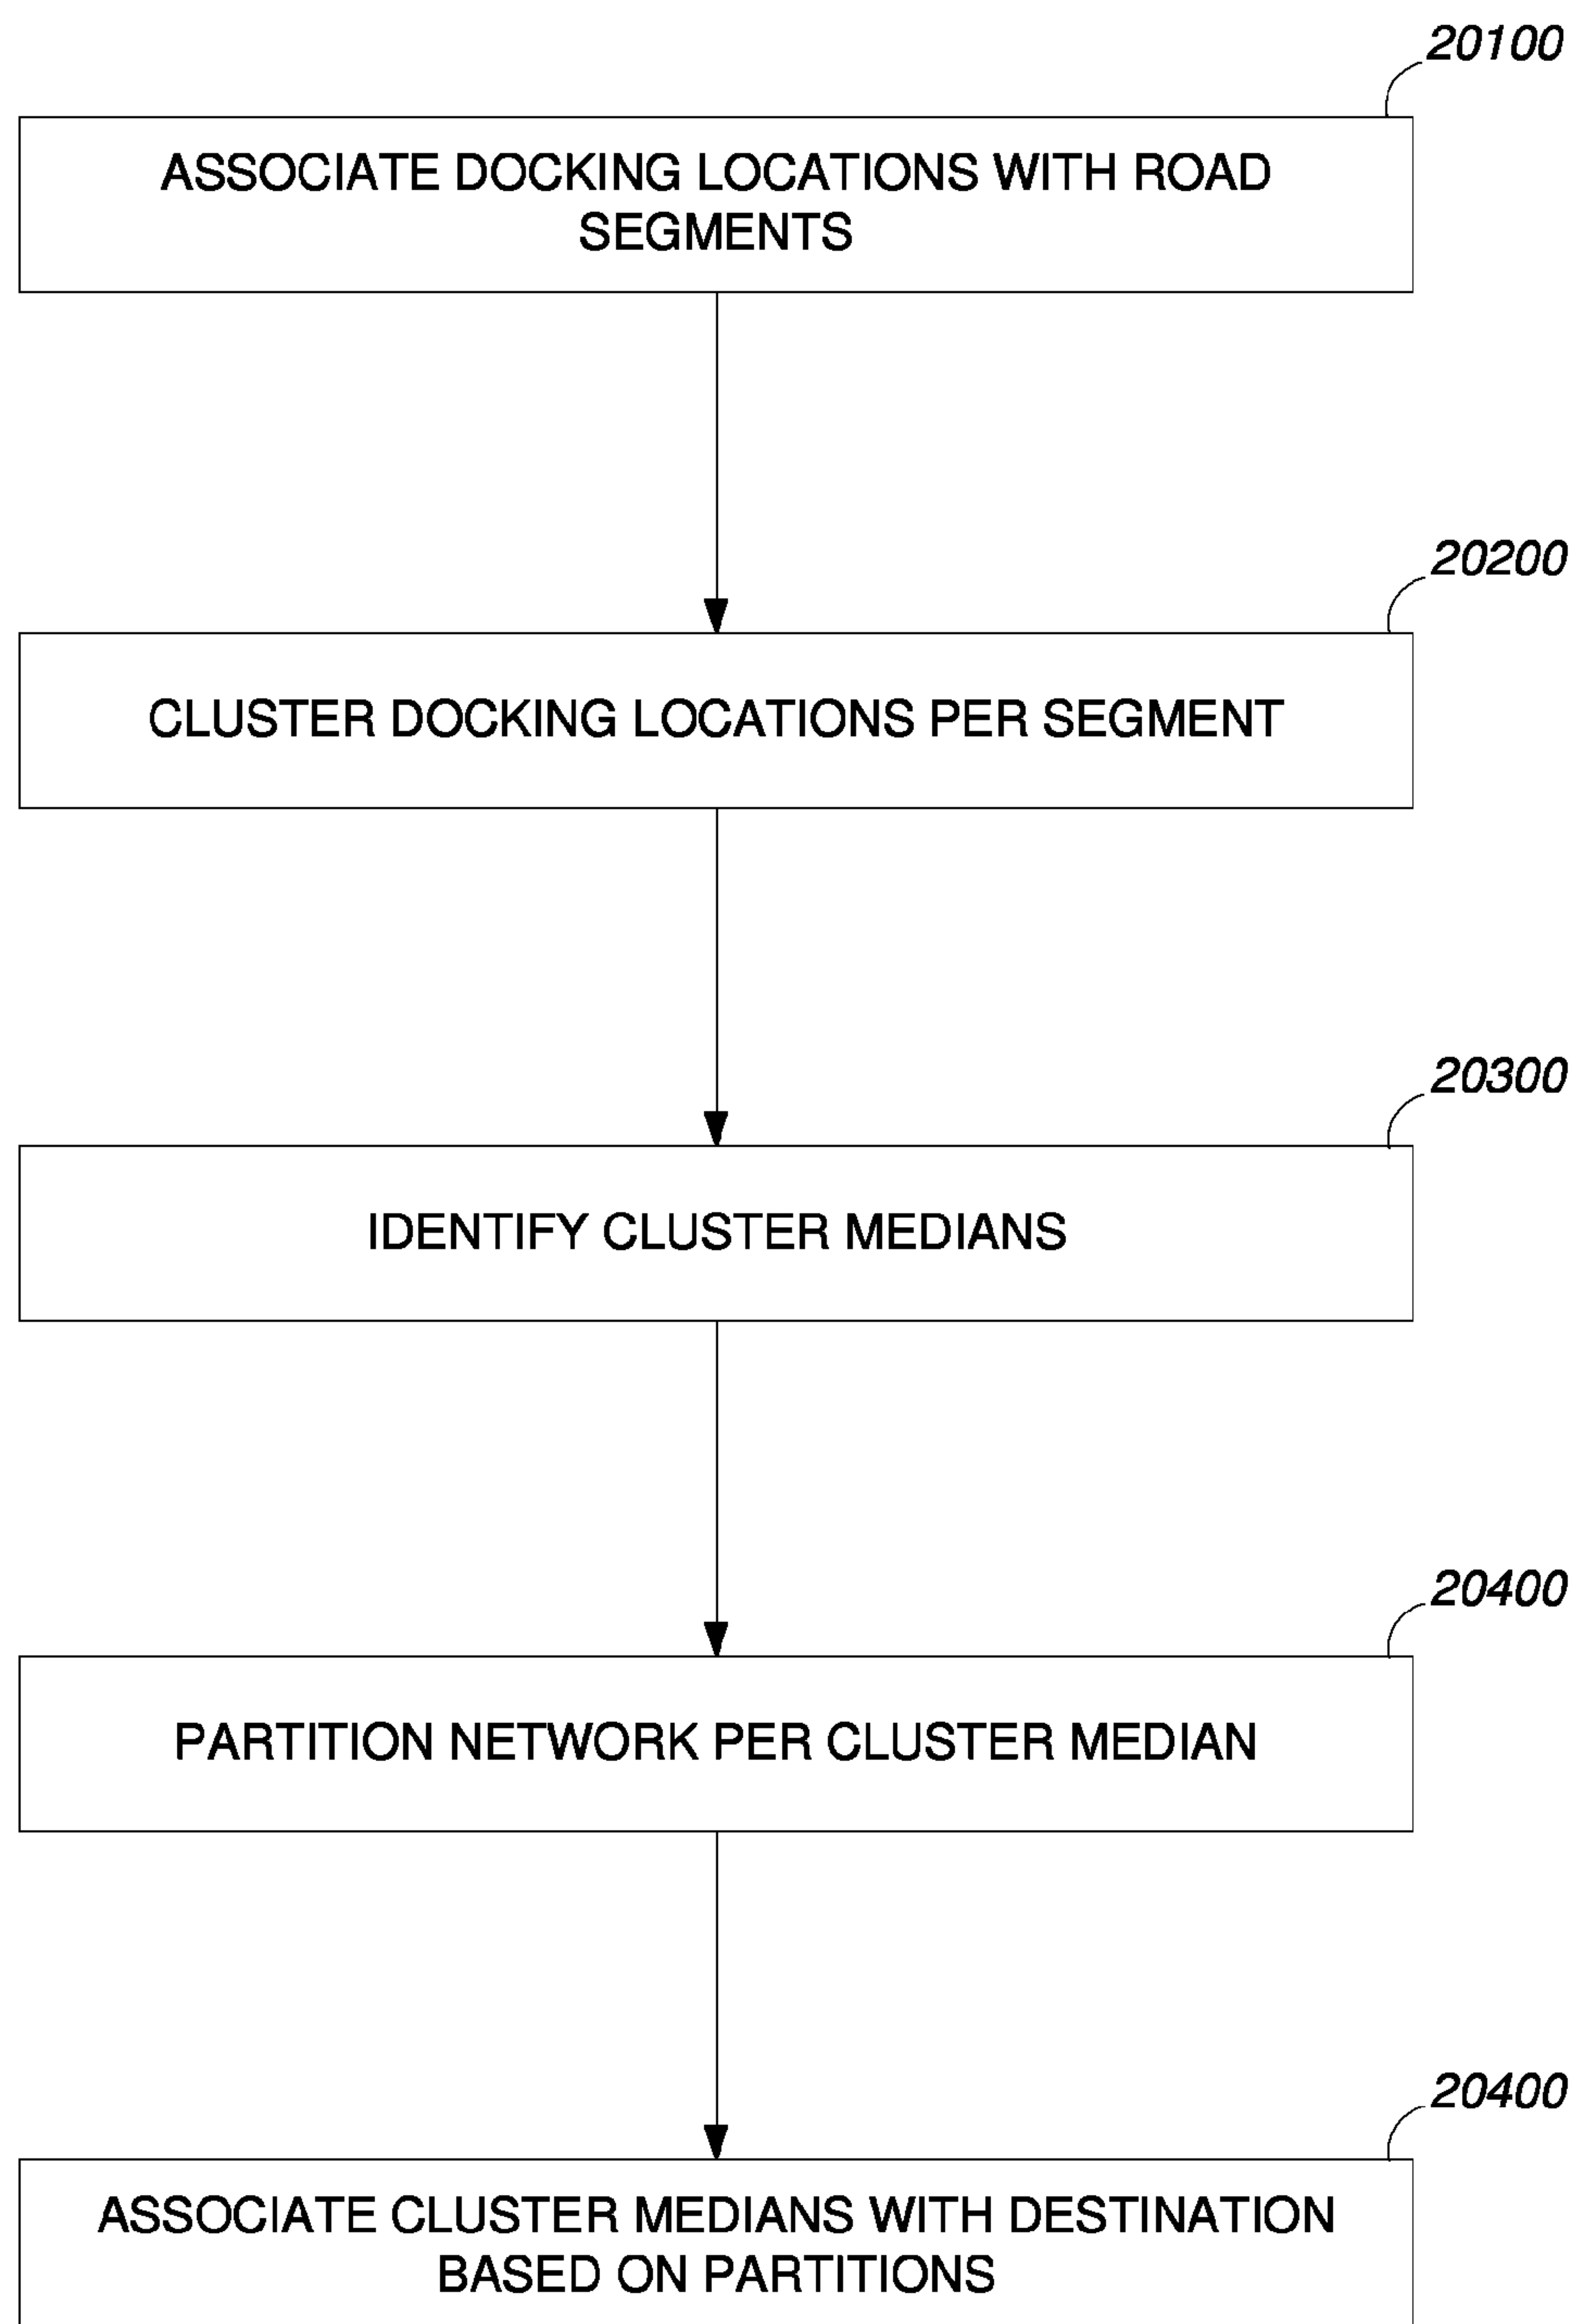 20100
ASSOCIATE DOCKING LOCATIONS WITH ROAD
SEGMENTS
20200
CLUSTER DOCKING LOCATIONS PER SEGMENT
20300
IDENTIFY CLUSTER MEDIANS
20400
PARTITION NETWORK PER CLUSTER MEDIAN
20400
ASSOCIATE CLUSTER MEDIANS WITH DESTINATION
BASED ON PARTITIONS